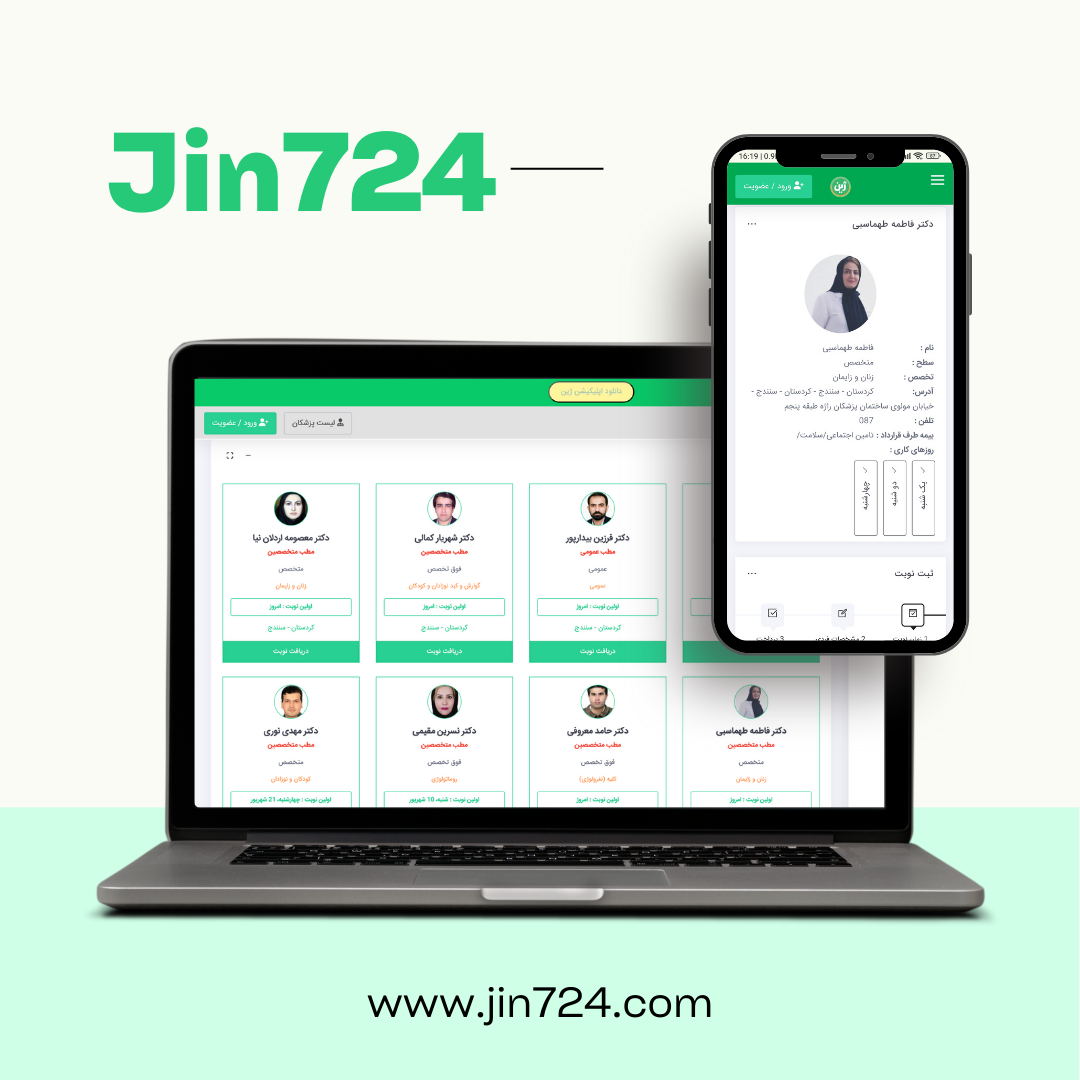 Jin724
16:19 | 0.9
ورود / عضویت
ژین
دکتر فاطمه طهماسبی
نام : فاطمه طهماسبی
سطح : متخصص
تخصص : زنان و زایمان
آدرس: کردستان - سنندج - کردستان - سنندج -
خیابان مولوی ساختمان پزشکان رازه طبقه پنجم
تلفن : 087
بیمه طرف قرارداد : تامین اجتماعی/سلامت/
روزهای کاری :
یک شنبه
دو شنبه
چهارشنبه
ثبت نوبت
دانلود اپلیکیشن ژین
لیست پزشکان
ورود / عضویت
دکتر فرزین بیدارپور
مطب عمومی
عمومی
عمومی
اولین نوبت : امروز
کردستان - سنندج
دریافت نوبت
دکتر شهریار کمالی
مطب متخصصین
فوق تخصص
گوارش و کبد نوزادان و کودکان
اولین نوبت : امروز
کردستان - سنندج
دریافت نوبت
دکتر معصومه اردلان نیا
مطب متخصصین
متخصص
زنان و زایمان
اولین نوبت : امروز
کردستان - سنندج
دریافت نوبت
دکتر فاطمه طهماسبی
مطب متخصصین
متخصص
زنان و زایمان
اولین نوبت : امروز
دکتر حامد معروفی
مطب متخصصین
فوق تخصص
کلیه (نفرولوژی)
اولین نوبت : امروز
دکتر نسرین مقیمی
مطب متخصصین
فوق تخصص
روماتولوژی
اولین نوبت : شنبه، 10 شهریور
دکتر مهدی نوری
مطب متخصصین
متخصص
کودکان و نوزادان
اولین نوبت : چهارشنبه، 21 شهریور
www.jin724.com